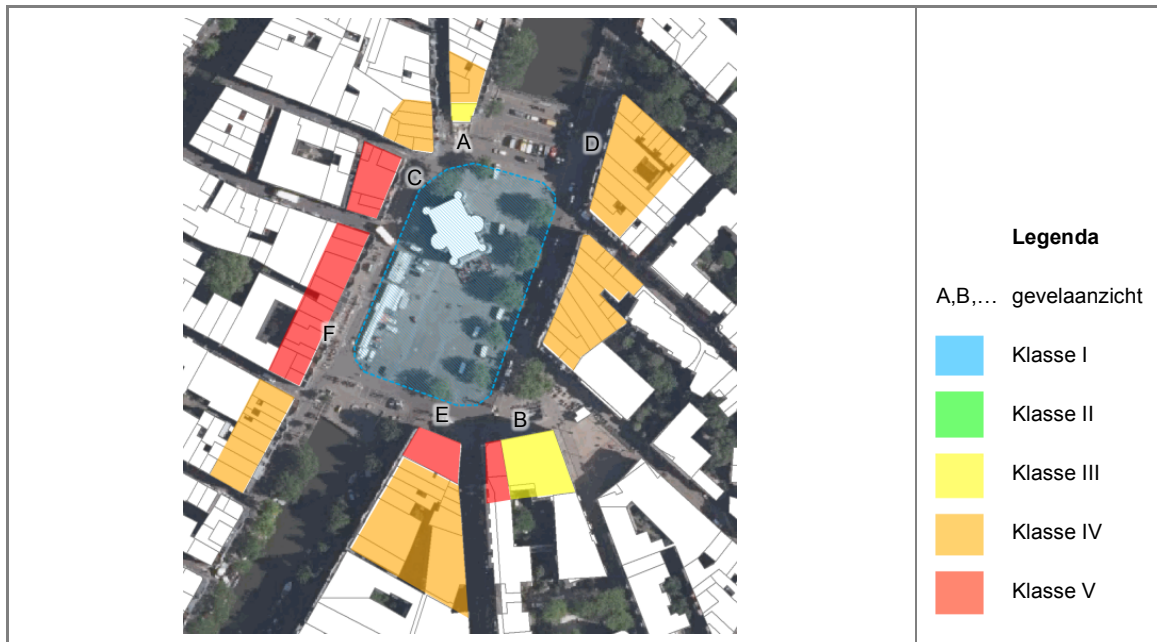 A
D
C
F
E
B
Legenda
A,B,... gevelaanzicht
Klasse I
Klasse II
Klasse III
Klasse IV
Klasse V